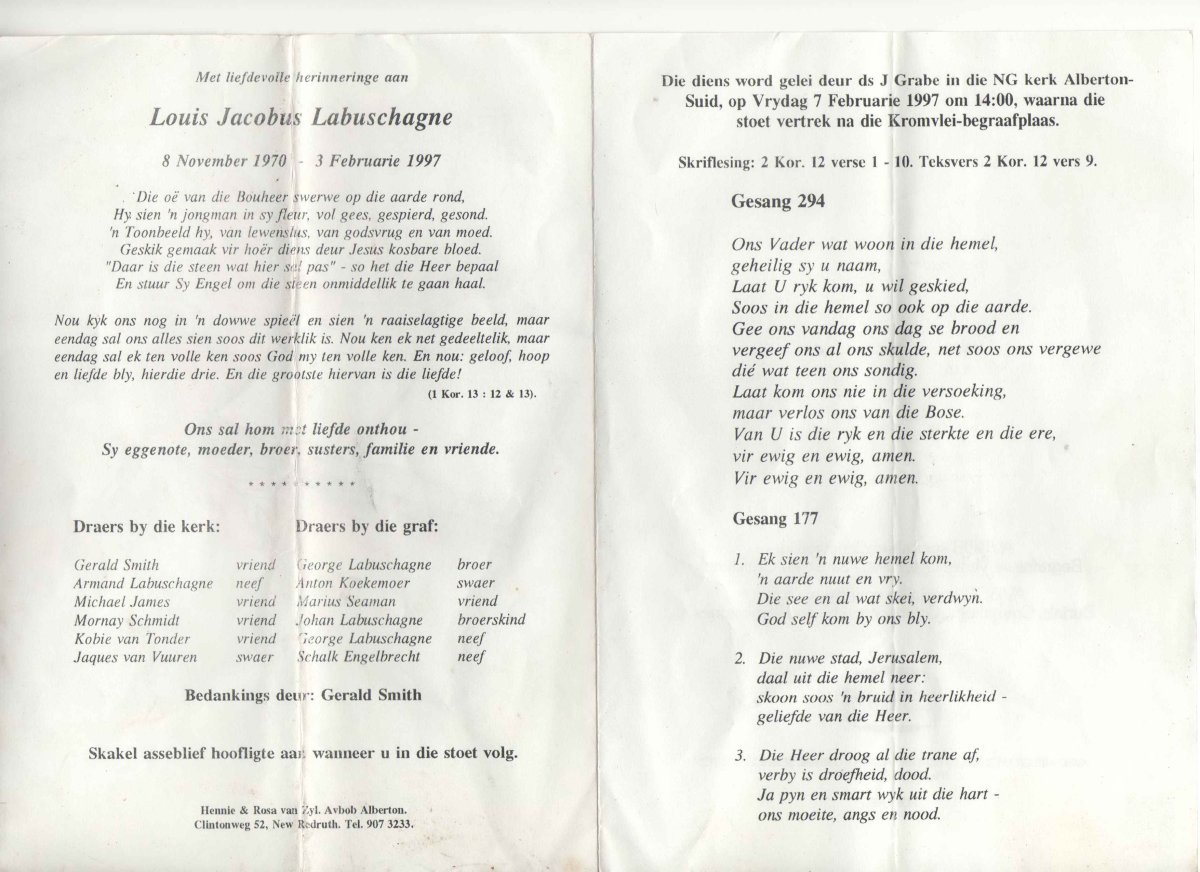 Met liefdevolle herinneringe aan
Louis Jacobus Labuschagne
8 November 1970 - 3 Februarie 1997
Die oë van die Bouheer swerwe op die aarde rond,
Hy sien 'n jongman in sy fleur, vol gees, gespierd, gesond.
'n Toonbeeld hy, van lewenslus, van godsvrug en van moed.
Geskik gemaak vir hoër diens deur Jesus kosbare bloed.
"Daar is die steen wat hier sal pas" - so het die Heer bepaal
En stuur Sy Engel om die steen onmiddellik te gaan haal.
Nou kyk ons nog in 'n dowwe spieël en sien 'n raaiselagtige beeld, maar
eendag sal ons alles sien soos dit werklik is. Nou ken ek net gedeeltelik, maar
eendag sal ek ten volle ken soos God my ten volle ken. En nou: geloof, hoop
en liefde bly, hierdie drie. En die grootste hiervan is die liefde!
(1 Kor. 13 : 12 & 13).
Ons sal hom met liefde onthou -
Sy eggenote, moeder, broer, susters, familie en vriende.
* * * * * * * * * *
Draers by die kerk: Draers by die graf:
Gerald Smith vriend George Labuschagne broer
Armand Labuschagne neef Anton Koekemoer swaer
Michael James vriend Marius Seaman vriend
Mornay Schmidt vriend Johan Labuschagne broerskind
Kobie van Tonder vriend George Labuschagne neef
Jaques van Vuuren swaer Schalk Engelbrecht neef
Bedankings deur: Gerald Smith
Skakel asseblief hoofligte aan wanneer u in die stoet volg.
Hennie & Rosa van Zyl. Avbob Alberton.
Clintonweg 52, New Redruth. Tel. 907 3233.
Die diens word gelei deur ds J Grabe in die NG kerk Alberton-
Suid, op Vrydag 7 Februarie 1997 om 14:00, waarna die
stoet vertrek na die Kromvlei-begraafplaas.
Skriflesing: 2 Kor. 12 verse 1 - 10. Teksvers 2 Kor. 12 vers 9.
Gesang 294
Ons Vader wat woon in die hemel,
geheilig sy u naam,
Laat U ryk kom, u wil geskied,
Soos in die hemel so ook op die aarde.
Gee ons vandag ons dag se brood en
vergeef ons al ons skulde, net soos ons vergewe
dié wat teen ons sondig.
Laat kom ons nie in die versoeking,
maar verlos ons van die Bose.
Van U is die ryk en die sterkte en die ere,
vir ewig en ewig, amen.
Vir ewig en ewig, amen.
Gesang 177
1. Ek sien 'n nuwe hemel kom,
'n aarde nuut en vry.
Die see en al wat skei, verdwyn.
God self kom by ons bly.
2. Die nuwe stad, Jerusalem,
daal uit die hemel neer:
skoon soos 'n bruid in heerlikheid -
geliefde van die Heer.
3. Die Heer droog al die trane af,
verby is droefheid, dood.
Ja pyn en smart wyk uit die hart -
ons moeite, angs en nood.